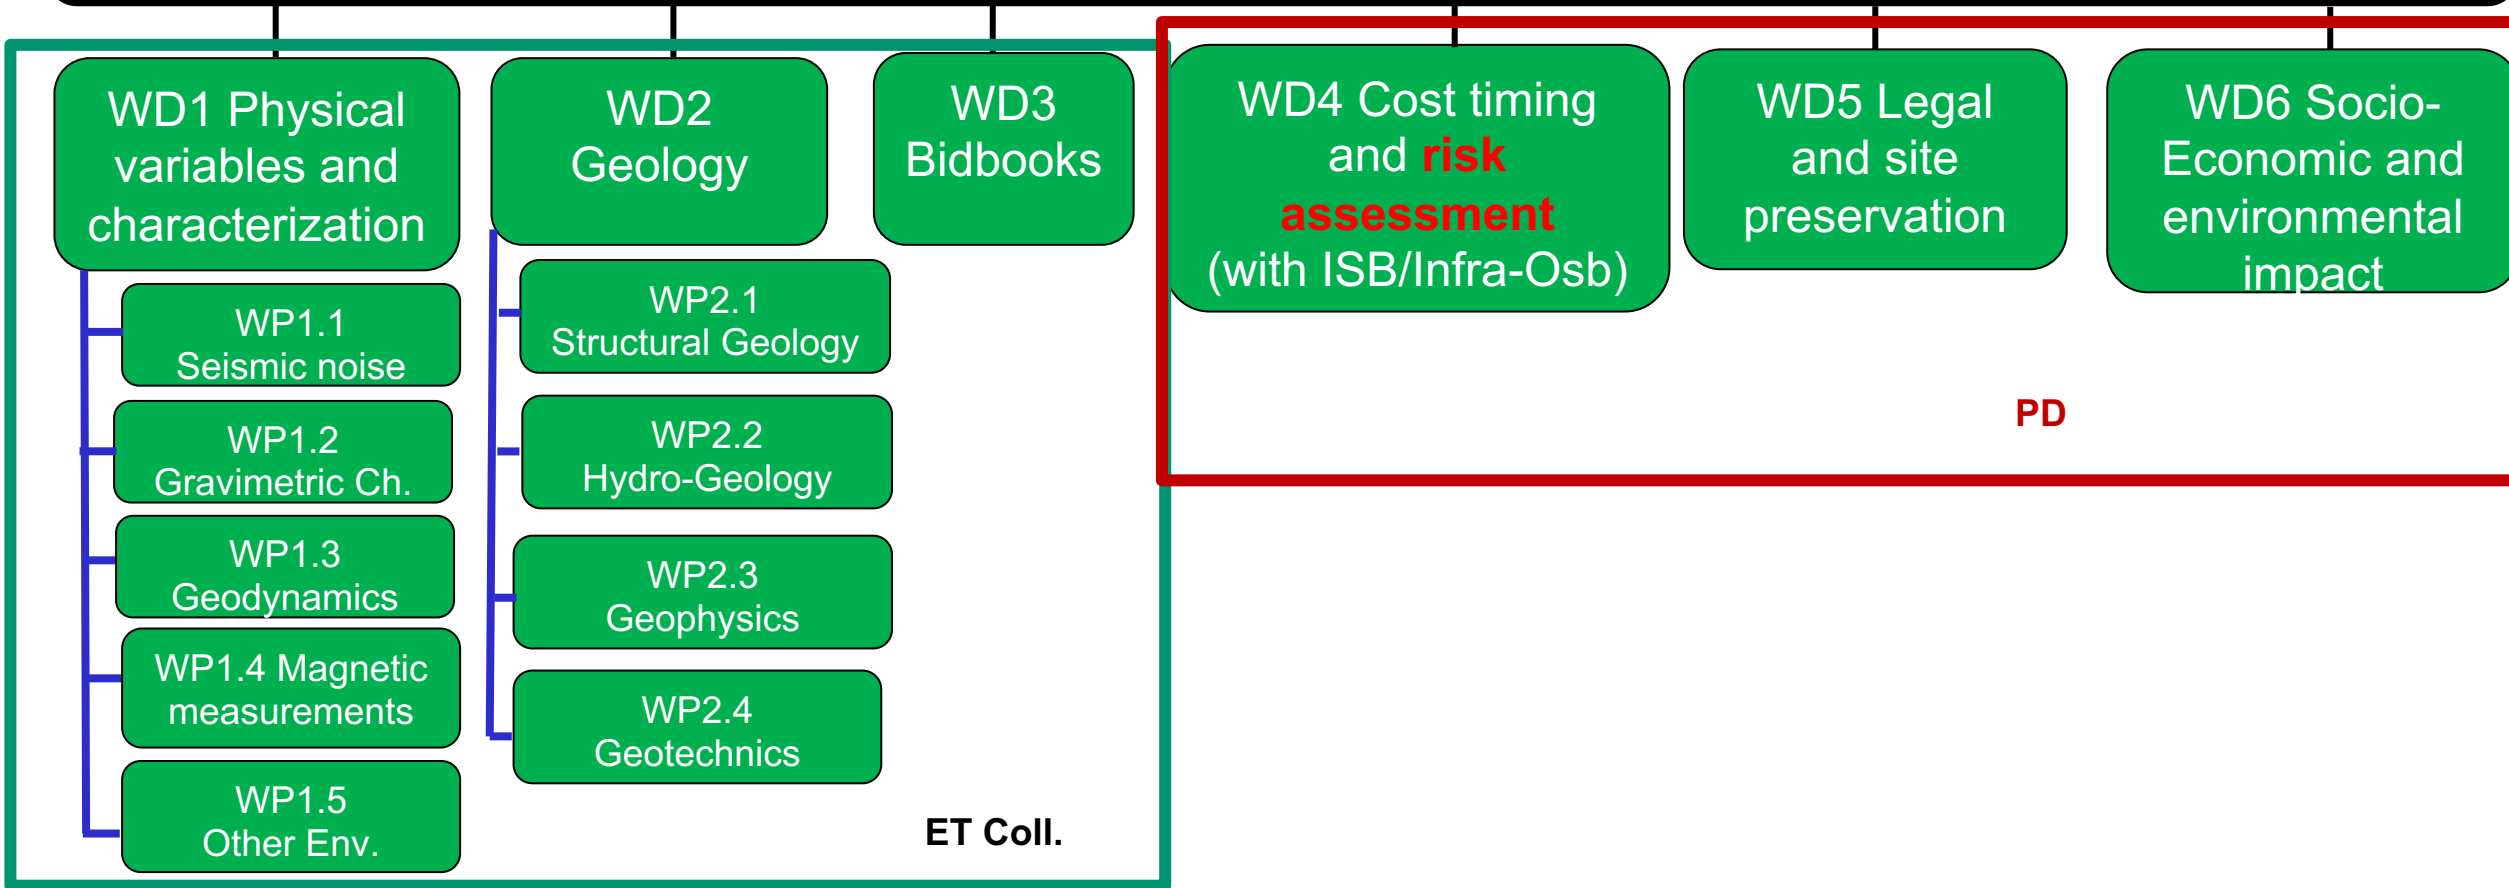 WD1 Physical
variables and
characterization
WP1.1
Seismic noise
WP1.2
Gravimetric Ch.
WP1.3
Geodynamics
WP1.4 Magnetic
measurements
WP1.5
Other Env.
WD2
Geology
WP2.1
Structural Geology
WP2.2
Hydro-Geology
WP2.3
Geophysics
WP2.4
Geotechnics
WD3
Bidbooks
ET Coll.
WD4 Cost timing
and risk
assessment
(with ISB/Infra-Osb)
WD5 Legal
and site
preservation
WD6 Socio-
Economic and
environmental
impact
PD